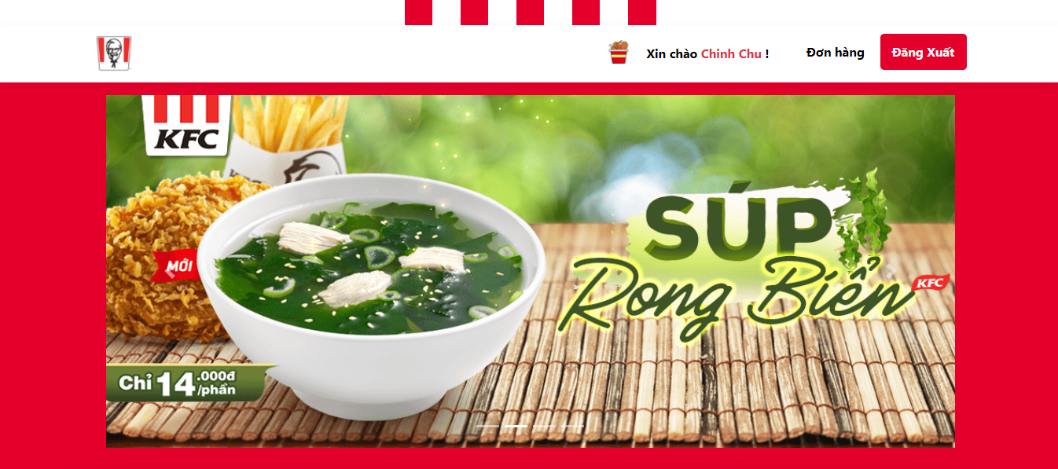 Xin chào Chinh Chu !
Đơn hàng
Đăng Xuất
KFC
MỚI
SÚP
Rong Biển
KFC
Chỉ 14.000đ/phần